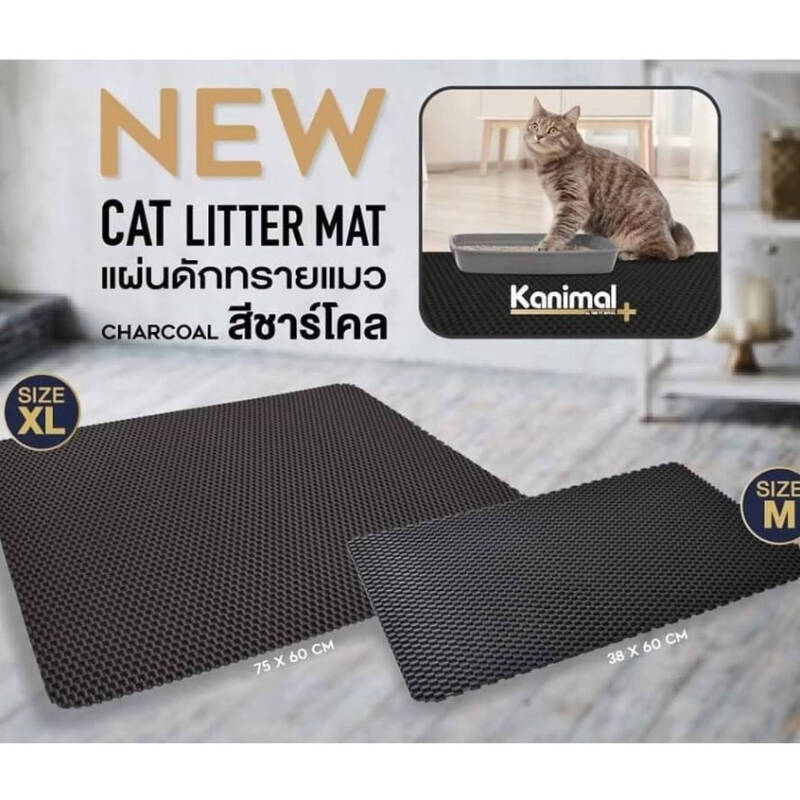 NEW
CAT LITTER MAT
แผ่นดักทรายแมว
CHARCOAL สีชาร์โคล
Kanimal+
SIZE
XL
SIZE
M
75 X 60 CM
38 X 60 CM